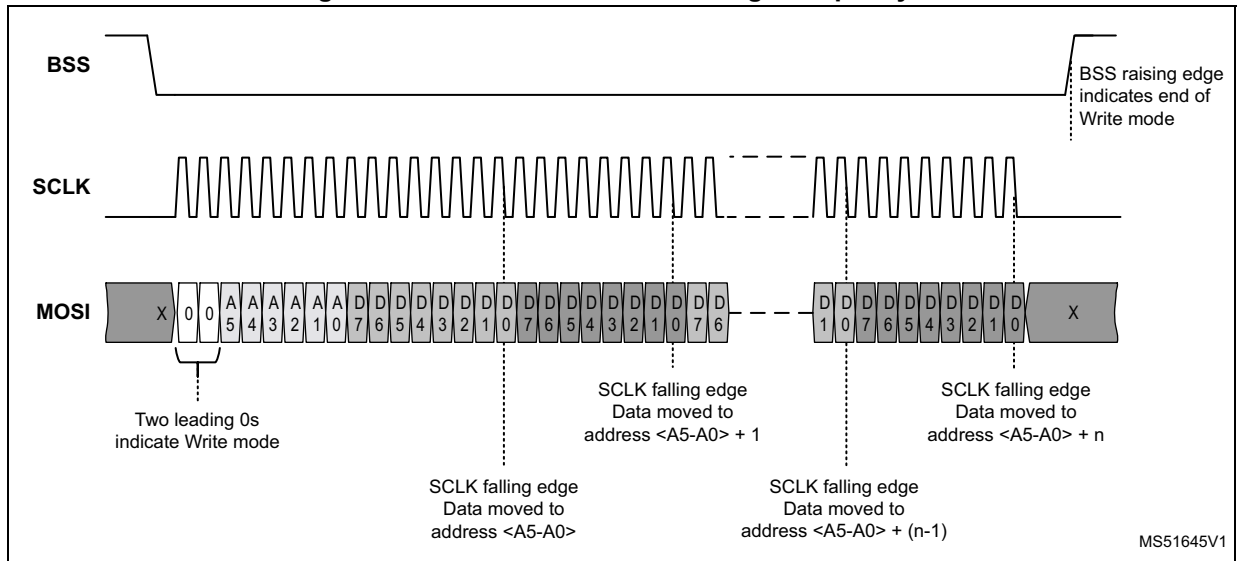 BSS
BSS raising edge
indicates end of
Write mode
SCLK
MOSI
X 0 0 A5 A4 A3 A2 A1 A0 D7 D6 D5 D4 D3 D2 D1 D0 D7 D6 D5 D4 D3 D2 D1 D0 D7 D6 D1 D0 D7 D6 D5 D4 D3 D2 D1 D0 X
Two leading 0s
indicate Write mode
SCLK falling edge
Data moved to
address <A5-A0>
SCLK falling edge
Data moved to
address <A5-A0> + 1
SCLK falling edge
Data moved to
address <A5-A0> + (n-1)
SCLK falling edge
Data moved to
address <A5-A0> + n
MS51645V1